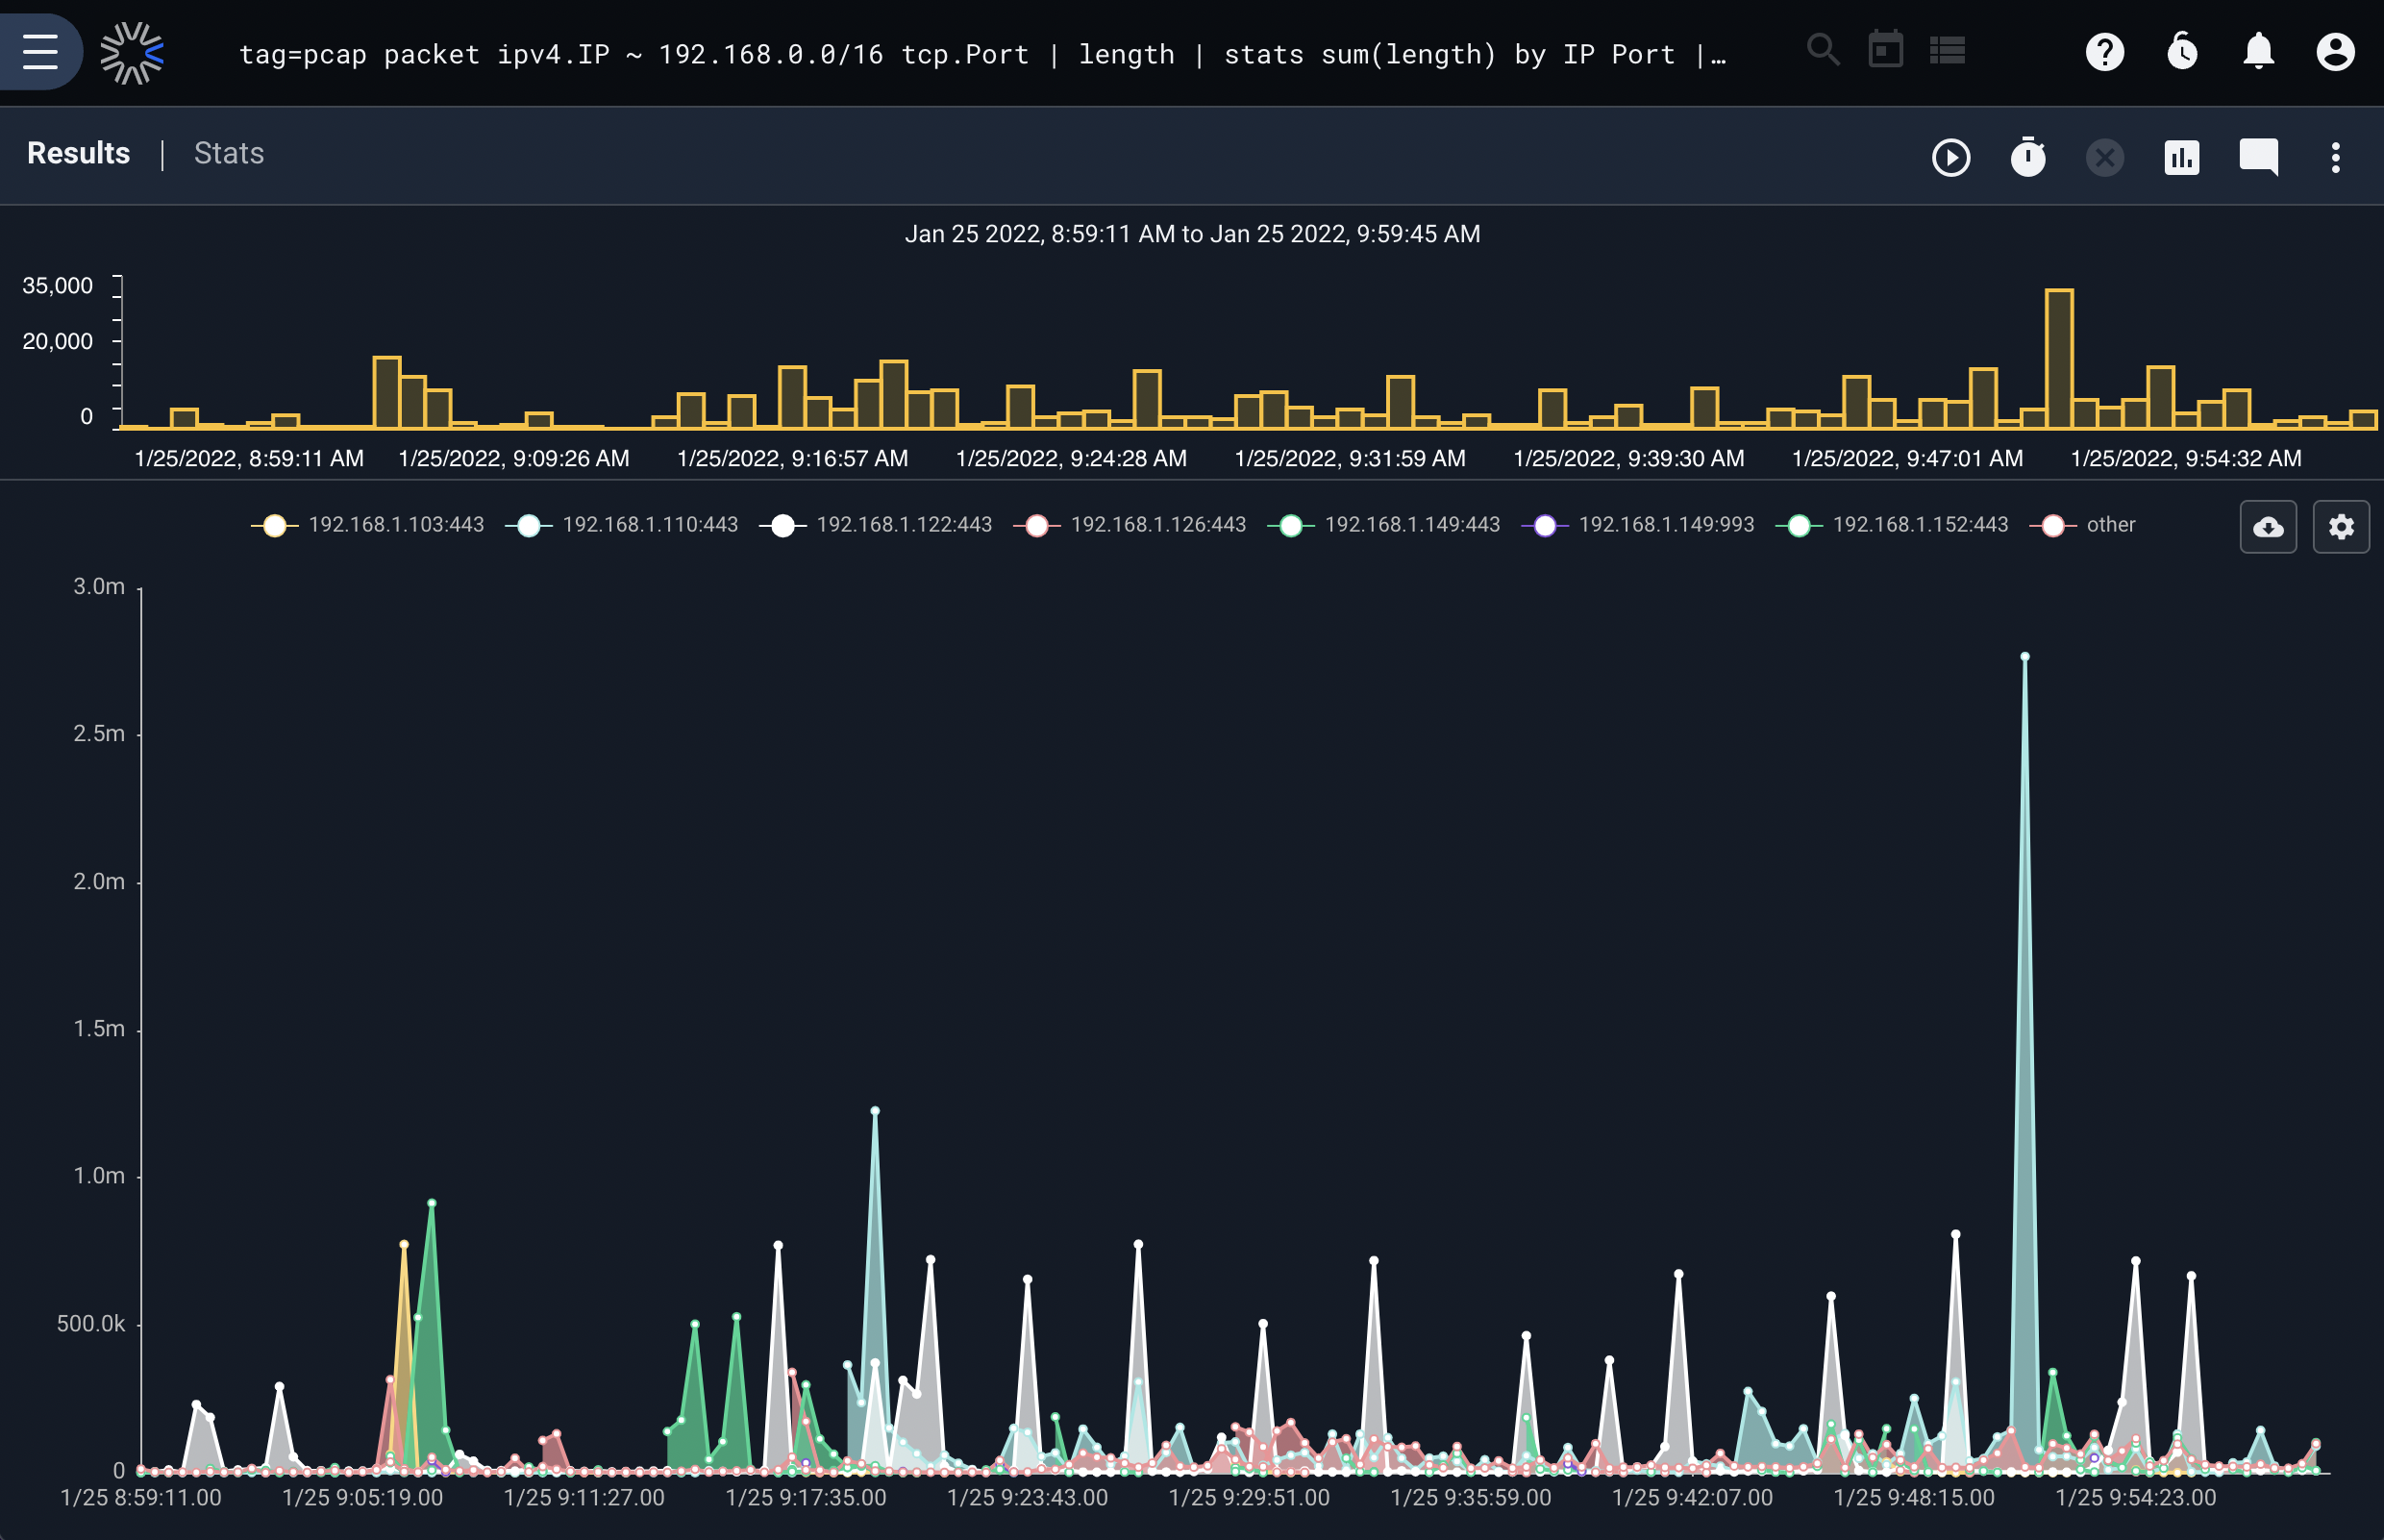 tag=pcap packet ipv4.IP ~ 192.168.0.0/16 tcp.Port | length | stats sum(length) by IP Port |…
Results | Stats
Jan 25 2022, 8:59:11 AM to Jan 25 2022, 9:59:45 AM
35,000
20,000
0
1/25/2022, 8:59:11 AM 1/25/2022, 9:09:26 AM 1/25/2022, 9:16:57 AM 1/25/2022, 9:24:28 AM 1/25/2022, 9:31:59 AM 1/25/2022, 9:39:30 AM 1/25/2022, 9:47:01 AM 1/25/2022, 9:54:32 AM
192.168.1.103:443 192.168.1.110:443 192.168.1.122:443 192.168.1.126:443 192.168.1.149:443 192.168.1.149:993 192.168.1.152:443 other
3.0m
2.5m
2.0m
1.5m
1.0m
500.0k
0
1/25 8:59:11.00 1/25 9:05:19.00 1/25 9:11:27.00 1/25 9:17:35.00 1/25 9:23:43.00 1/25 9:29:51.00 1/25 9:35:59.00 1/25 9:42:07.00 1/25 9:48:15.00 1/25 9:54:23.00